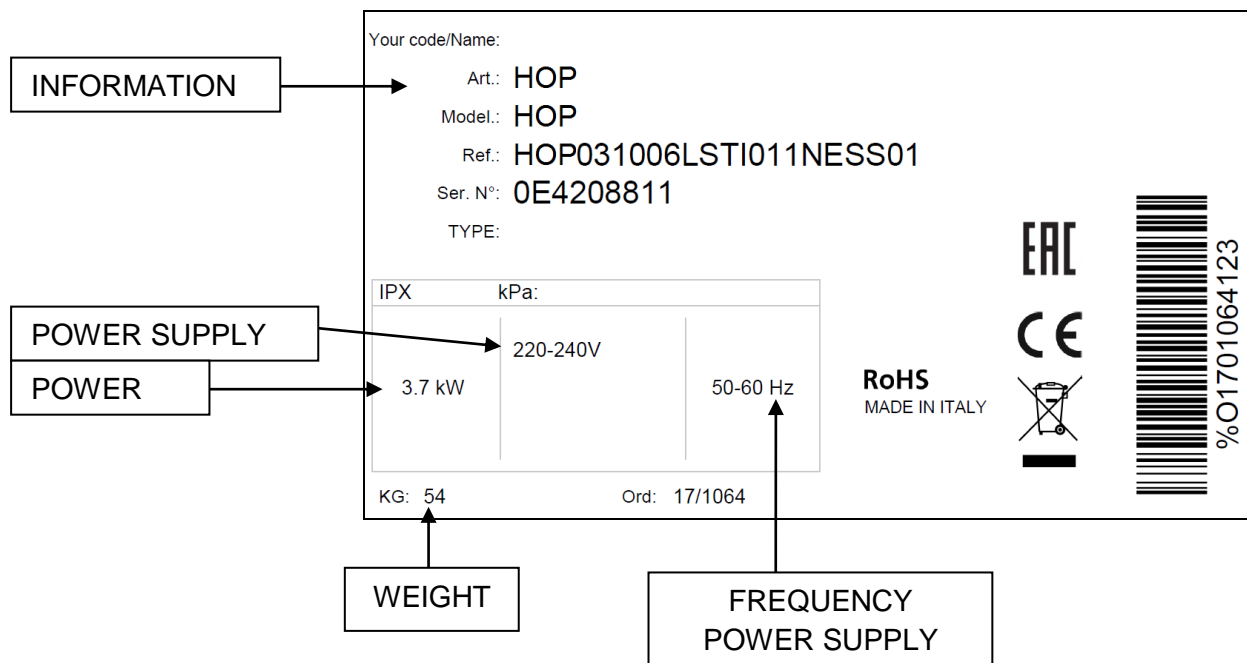 Your code/Name:
INFORMATION
Art.: HOP
Model.: HOP
Ref.: HOP031006LSTI011NESS01
Ser. N°: 0E4208811
TYPE:
EAC
IPX kPa:
POWER SUPPLY
220-240V
CE
POWER
3.7 kW
50-60 Hz
RoHS
MADE IN ITALY
%O1701064123
KG: 54 Ord: 17/1064
WEIGHT
FREQUENCY
POWER SUPPLY